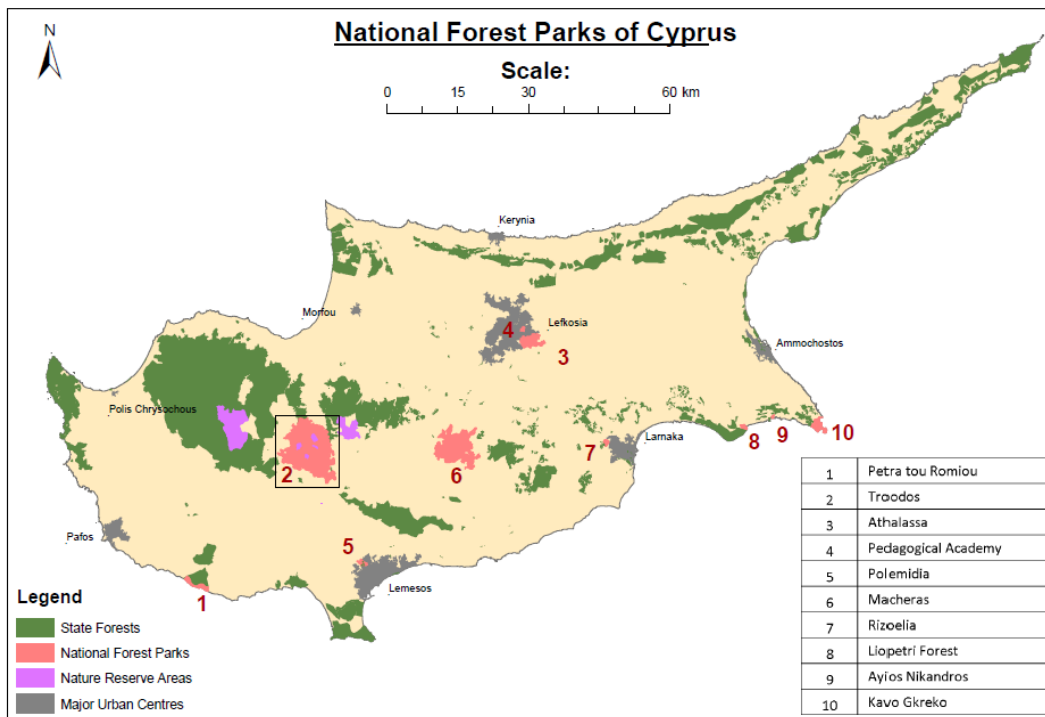 National Forest Parks of Cyprus
N
Scale:
0 15 30 60 km
Kerynia
Morfou
Lefkosia
4
3
Ammochostos
Polis Chrysochous
2
6
7
Larnaka
8
9
10
Pafos
5
Lemesos
1
Legend
State Forests
National Forest Parks
Nature Reserve Areas
Major Urban Centres
1 Petra tou Romiou
2 Troodos
3 Athalassa
4 Pedagogical Academy
5 Polemidia
6 Macheras
7 Rizoelia
8 Liopetri Forest
9 Ayios Nikandros
10 Kavo Gkreko